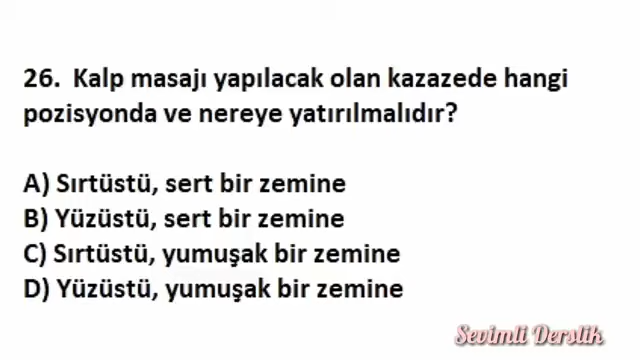 26. Kalp masajı yapılacak olan kazazede hangi
pozisyonda ve nereye yatırılmalıdır?
A) Sırtüstü, sert bir zemine
B) Yüzüstü, sert bir zemine
C) Sırtüstü, yumuşak bir zemine
D) Yüzüstü, yumuşak bir zemine
Sevimli Derslik